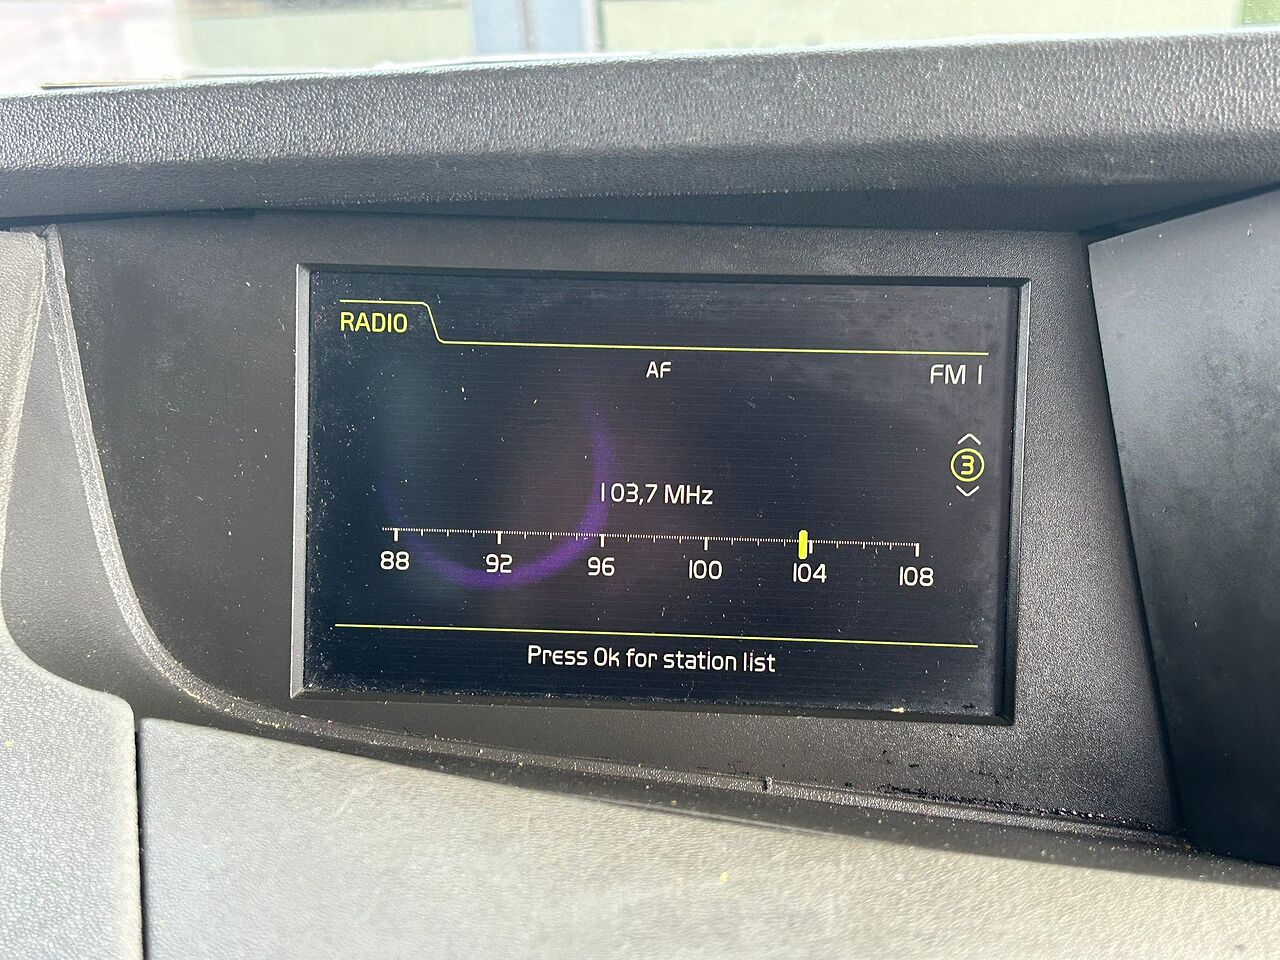 RADIO
AF
FM 1
3
103,7 MHz
88 92 96 100 104 108
Press Ok for station list